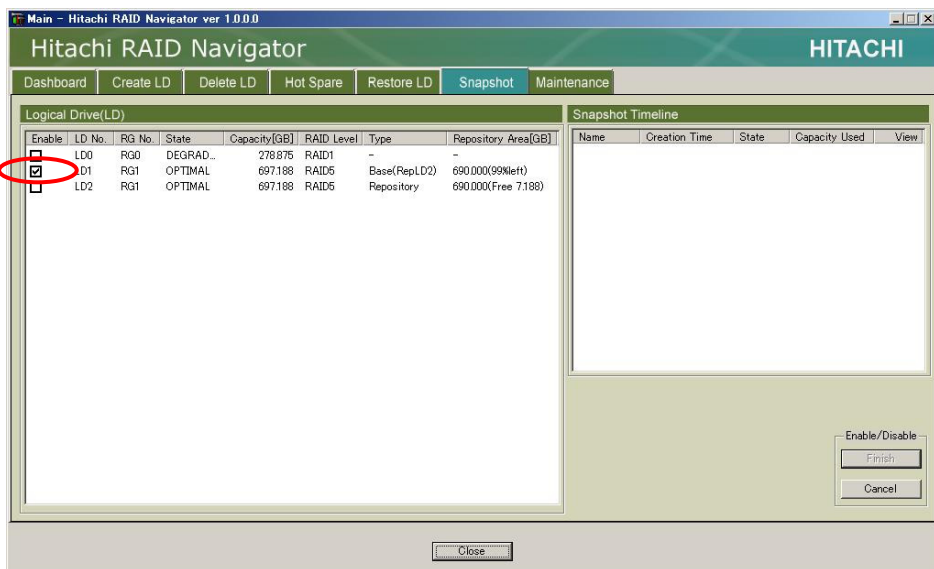 Main - Hitachi RAID Navigator ver 1.0.0.0
Hitachi RAID Navigator HITACHI
Dashboard Create LD Delete LD Hot Spare Restore LD Snapshot Maintenance
Logical Drive(LD)
Enable LD No. RG No. State Capacity[GB] RAID Level Type Repository Area[GB]
LD0 RG0 DEGRAD... 278.875 RAID1 - -
LD1 RG1 OPTIMAL 697.188 RAID5 Base(RepLD2) 690.000(99%left)
LD2 RG1 OPTIMAL 697.188 RAID5 Repository 690.000(Free 7.188)
Snapshot Timeline
Name Creation Time State Capacity Used View
Enable/Disable
Finish
Cancel
Close